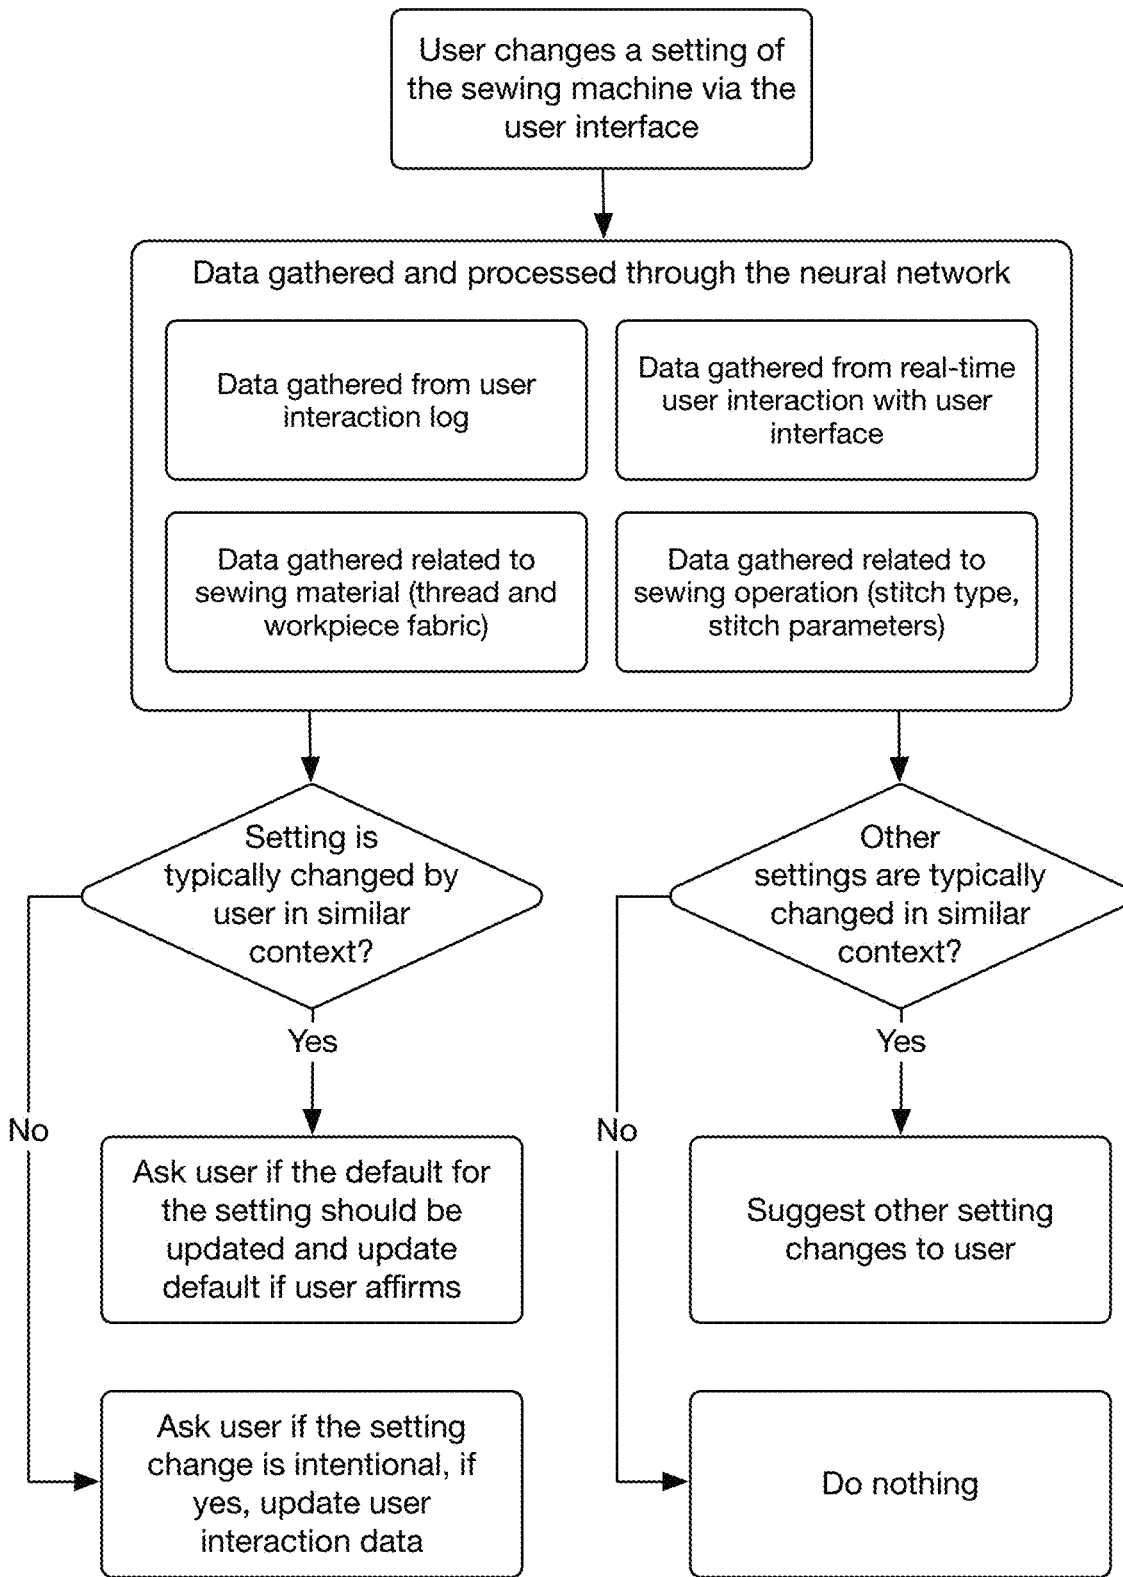 User changes a setting of
the sewing machine via the
user interface
Data gathered and processed through the neural network
Data gathered from user
interaction log
Data gathered from real-time
user interaction with user
interface
Data gathered related to
sewing material (thread and
workpiece fabric)
Data gathered related to
sewing operation (stitch type,
stitch parameters)
Setting is
typically changed by
user in similar
context?
Other
settings are typically
changed in similar
context?
Yes
Yes
No
No
Ask user if the default for
the setting should be
updated and update
default if user affirms
Suggest other setting
changes to user
Ask user if the setting
change is intentional, if
yes, update user
interaction data
Do nothing